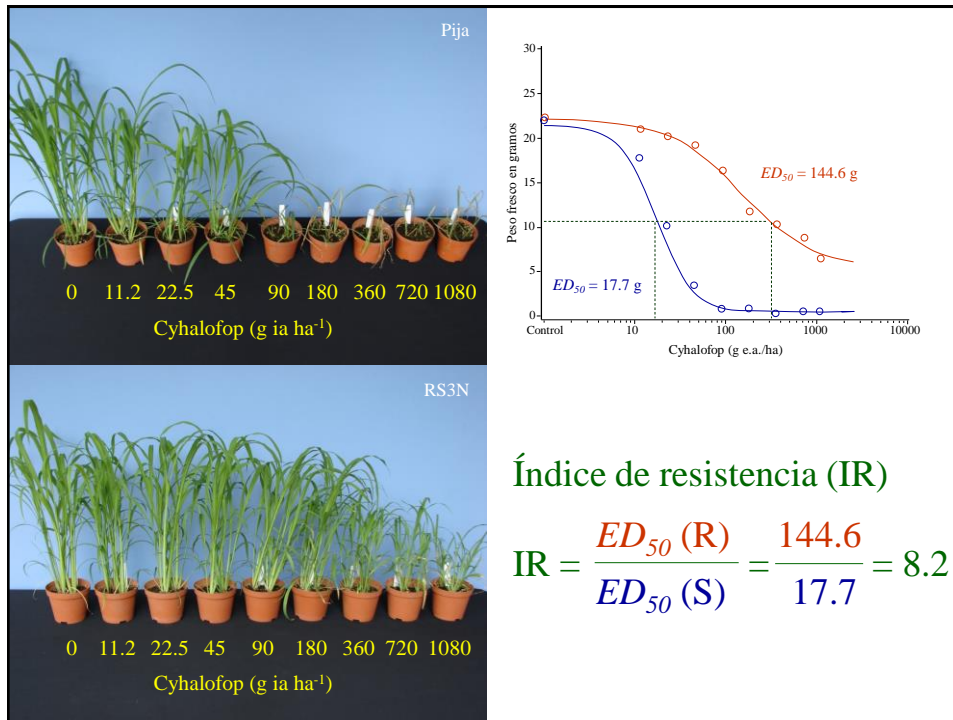 Pija
0 11.2 22.5 45 90 180 360 720 1080
Cyhalofop (g ia ha⁻¹)
RS3N
0 11.2 22.5 45 90 180 360 720 1080
Cyhalofop (g ia ha⁻¹)
Peso fresco en gramos
30
25
20
15
10
5
0
ED₅₀ = 144.6 g
ED₅₀ = 17.7 g
Control 10 100 1000 10000
Cyhalofop (g e.a./ha)
Índice de resistencia (IR)
IR = ED₅₀ (R) / ED₅₀ (S) = 144.6 / 17.7 = 8.2